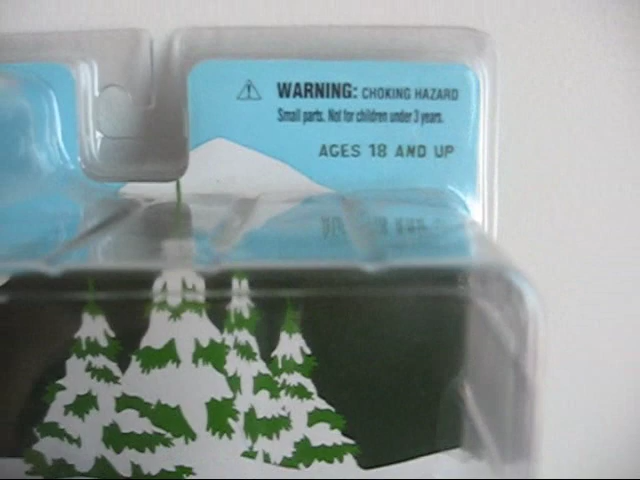 WARNING: CHOKING HAZARD
Small parts. Not for children under 3 years.
AGES 18 AND UP